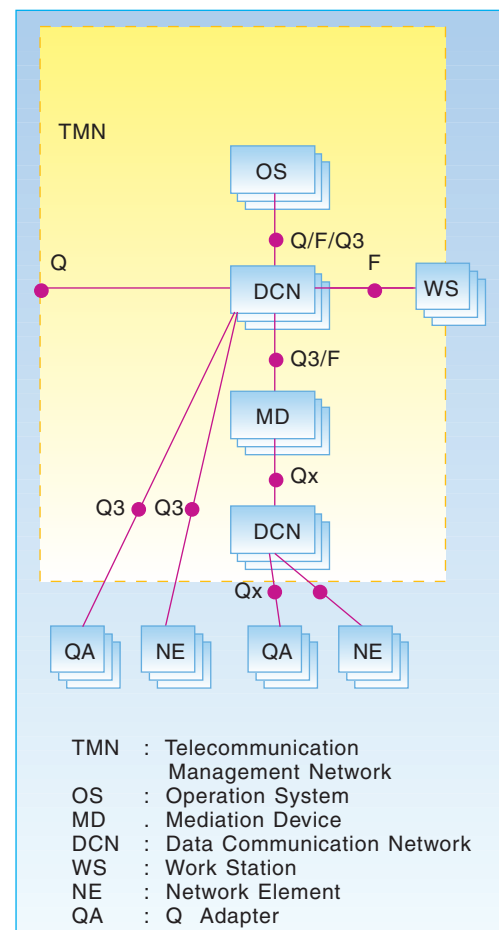 TMN
OS
Q/F/Q3
Q
F
DCN
WS
Q3/F
MD
Qx
Q3 Q3
DCN
Qx
QA NE QA NE
TMN : Telecommunication
Management Network
OS : Operation System
MD . Mediation Device
DCN : Data Communication Network
WS : Work Station
NE : Network Element
QA : Q Adapter